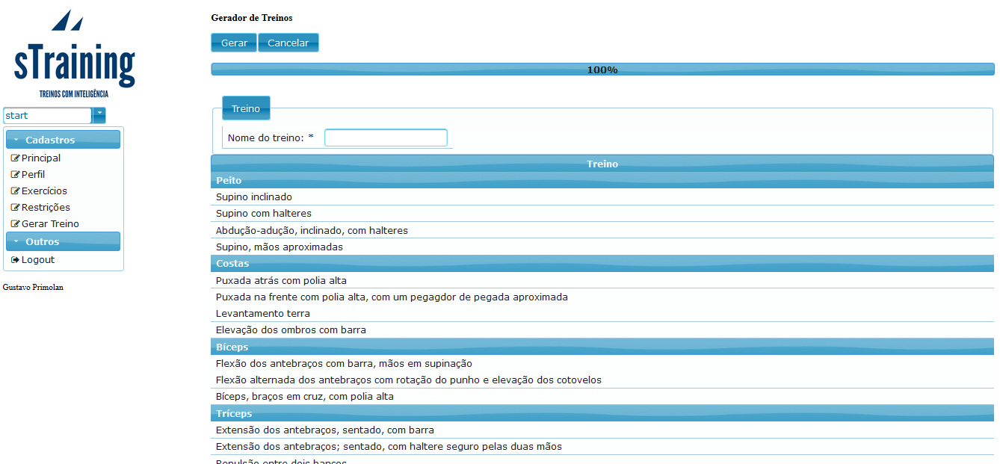 sTraining
TREINOS COM INTELIGÊNCIA
start
Cadastros
Principal
Perfil
Exercícios
Restrições
Gerar Treino
Outros
Logout
Gustavo Primolan
Gerador de Treinos
Gerar Cancelar
100%
Treino
Nome do treino: *
Treino
Peito
Supino inclinado
Supino com halteres
Abdução-adução, inclinado, com halteres
Supino, mãos aproximadas
Costas
Puxada atrás com polia alta
Puxada na frente com polia alta, com um pegagdor de pegada aproximada
Levantamento terra
Elevação dos ombros com barra
Bíceps
Flexão dos antebraços com barra, mãos em supinação
Flexão alternada dos antebraços com rotação do punho e elevação dos cotovelos
Bíceps, braços em cruz, com polia alta
Tríceps
Extensão dos antebraços, sentado, com barra
Extensão dos antebraços; sentado, com haltere seguro pelas duas mãos
Repulsão entre dois bancos